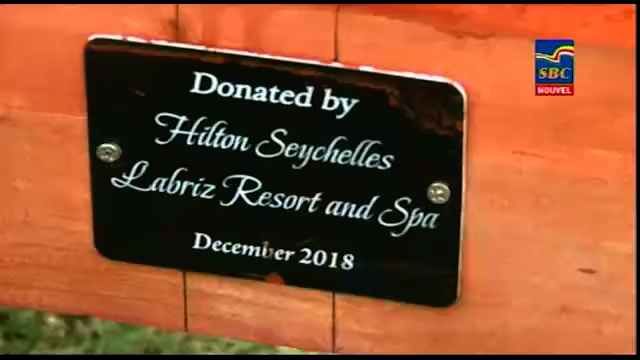 Donated by
Hilton Seychelles
Labriz Resort and Spa
December 2018
SBC
NOUVEL